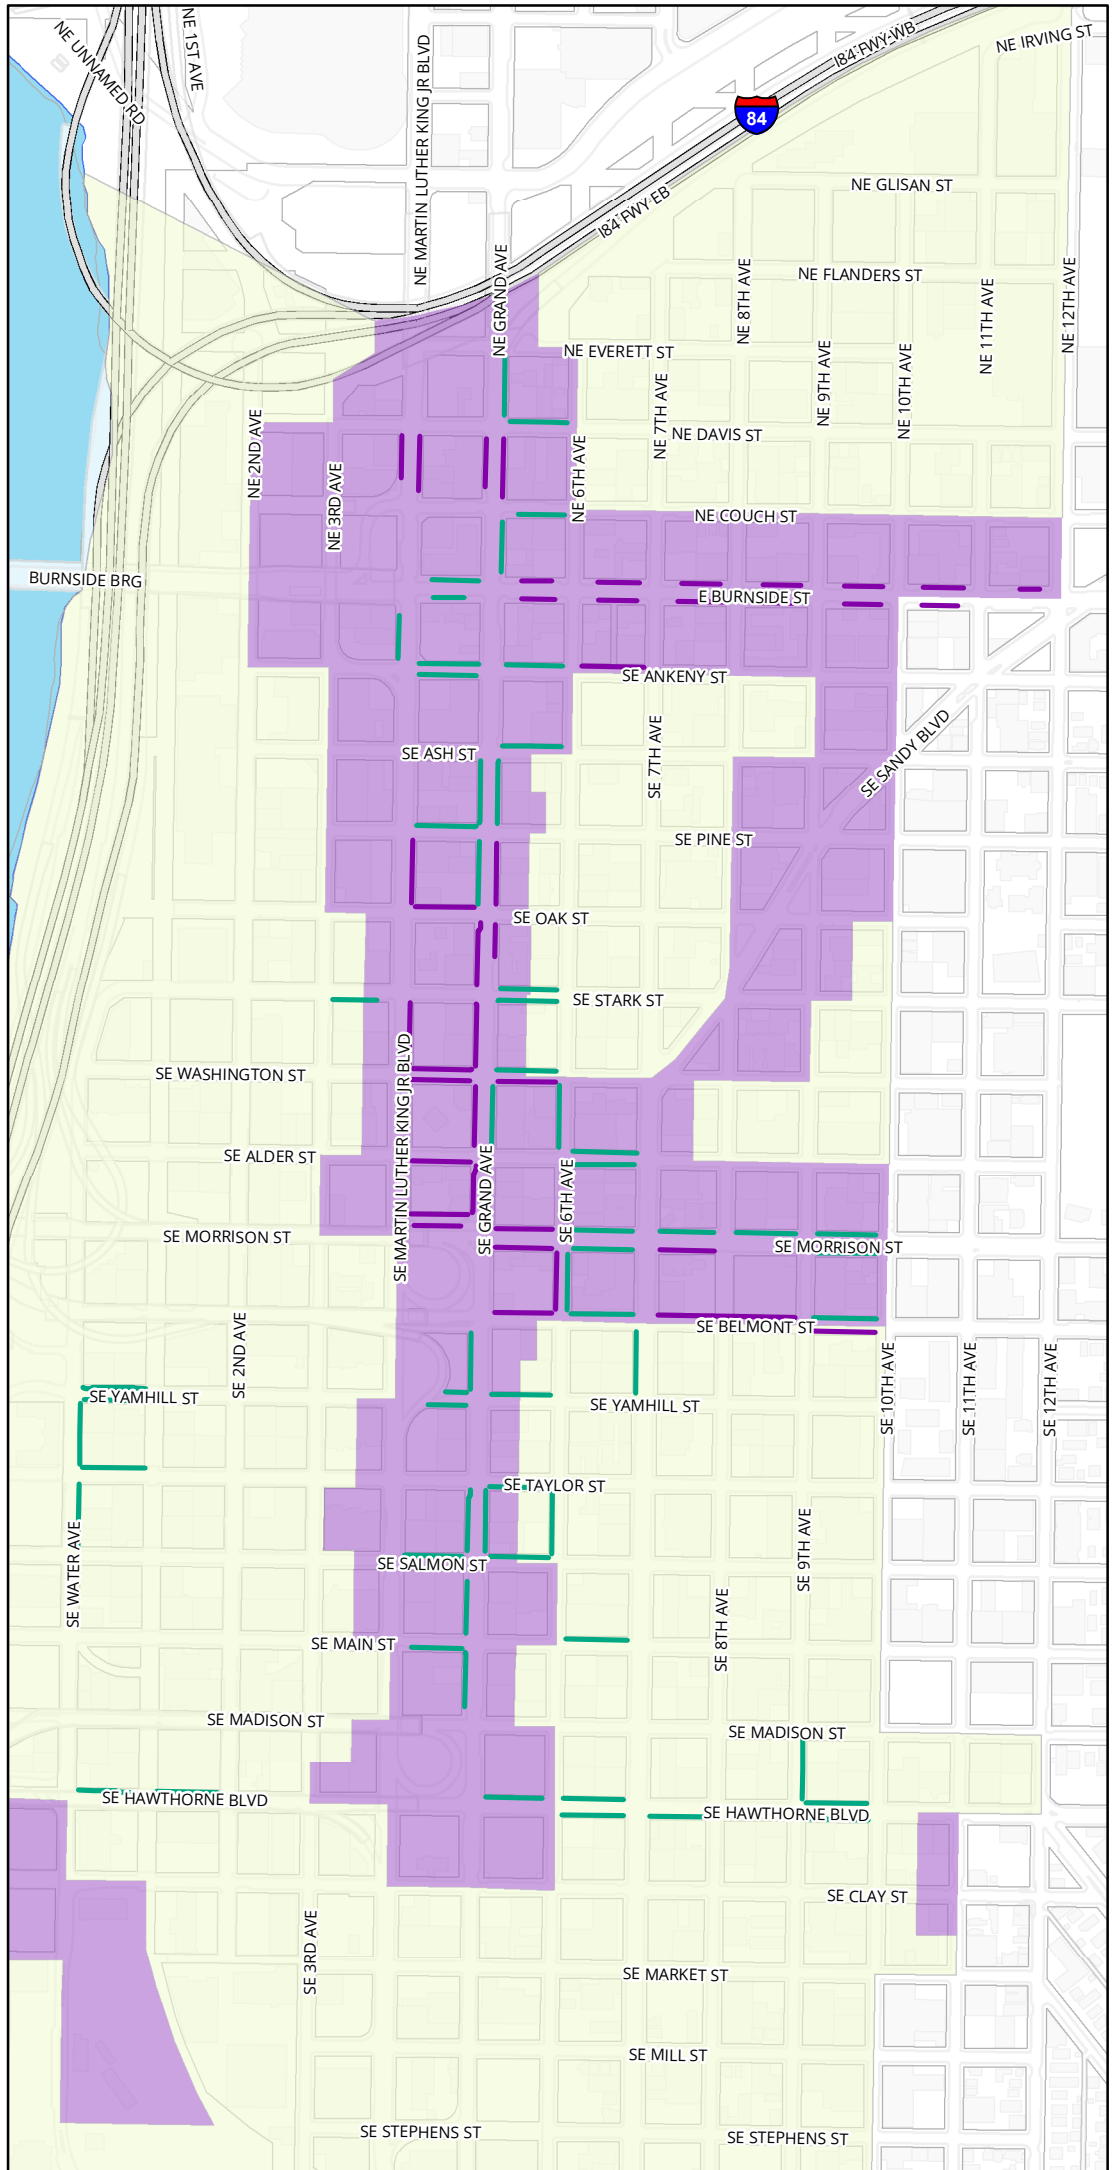 NE UNNAMED RD
NE 1ST AVE
NE MARTIN LUTHER KING JR BLVD
I84 FWY WB
NE IRVING ST
84
NE GLISAN ST
I84 FWY EB
NE GRAND AVE
NE 8TH AVE
NE FLANDERS ST
NE 11TH AVE
NE 12TH AVE
NE EVERETT ST
NE 7TH AVE
NE 9TH AVE
NE 10TH AVE
NE 2ND AVE
NE 3RD AVE
NE 6TH AVE
NE DAVIS ST
NE COUCH ST
BURNSIDE BRG
E BURNSIDE ST
SE ANKENY ST
SE ASH ST
SE 7TH AVE
SE SANDY BLVD
SE PINE ST
SE OAK ST
SE STARK ST
SE WASHINGTON ST
SE MARTIN LUTHER KING JR BLVD
SE ALDER ST
SE GRAND AVE
SE 6TH AVE
SE MORRISON ST
SE MORRISON ST
SE BELMONT ST
SE 2ND AVE
SE 10TH AVE
SE 11TH AVE
SE 12TH AVE
SE YAMHILL ST
SE YAMHILL ST
SE TAYLOR ST
SE WATER AVE
SE 9TH AVE
SE SALMON ST
SE 8TH AVE
SE MAIN ST
SE MADISON ST
SE MADISON ST
SE HAWTHORNE BLVD
SE HAWTHORNE BLVD
SE CLAY ST
SE 3RD AVE
SE MARKET ST
SE MILL ST
SE STEPHENS ST
SE STEPHENS ST